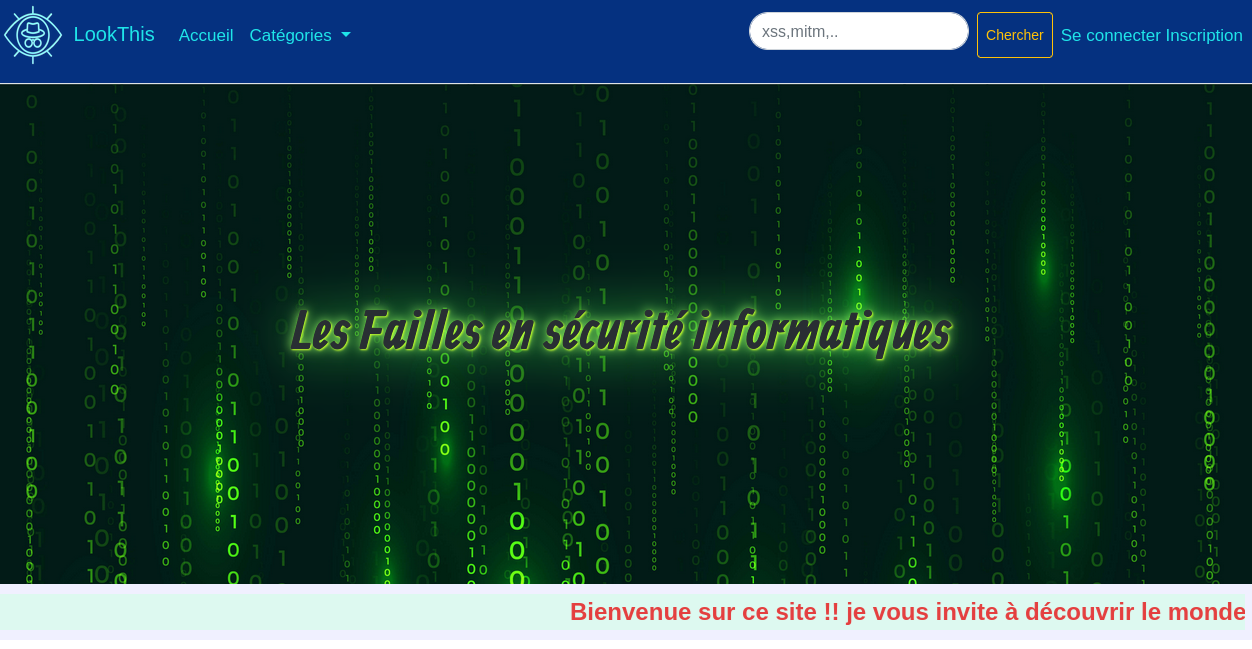 LookThis Accueil Catégories xss,mitm,.. Chercher Se connecter Inscription
Les Failles en sécurité informatiques
Bienvenue sur ce site !! je vous invite à découvrir le monde